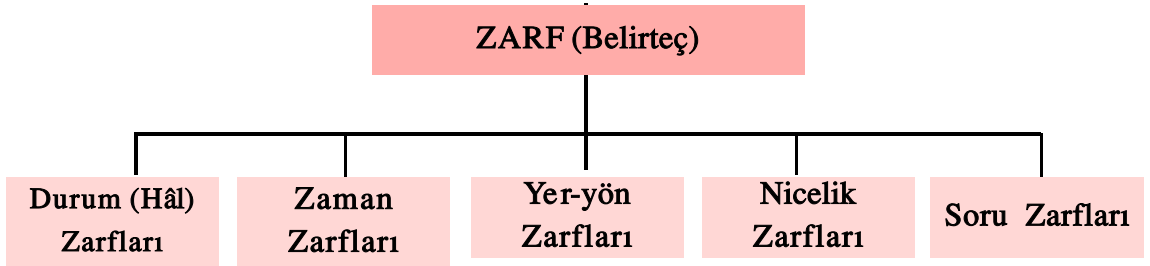 ZARF (Belirteç)
Durum (Hâl)
Zarfları
Zaman
Zarfları
Yer-yön
Zarfları
Nicelik
Zarfları
Soru Zarfları